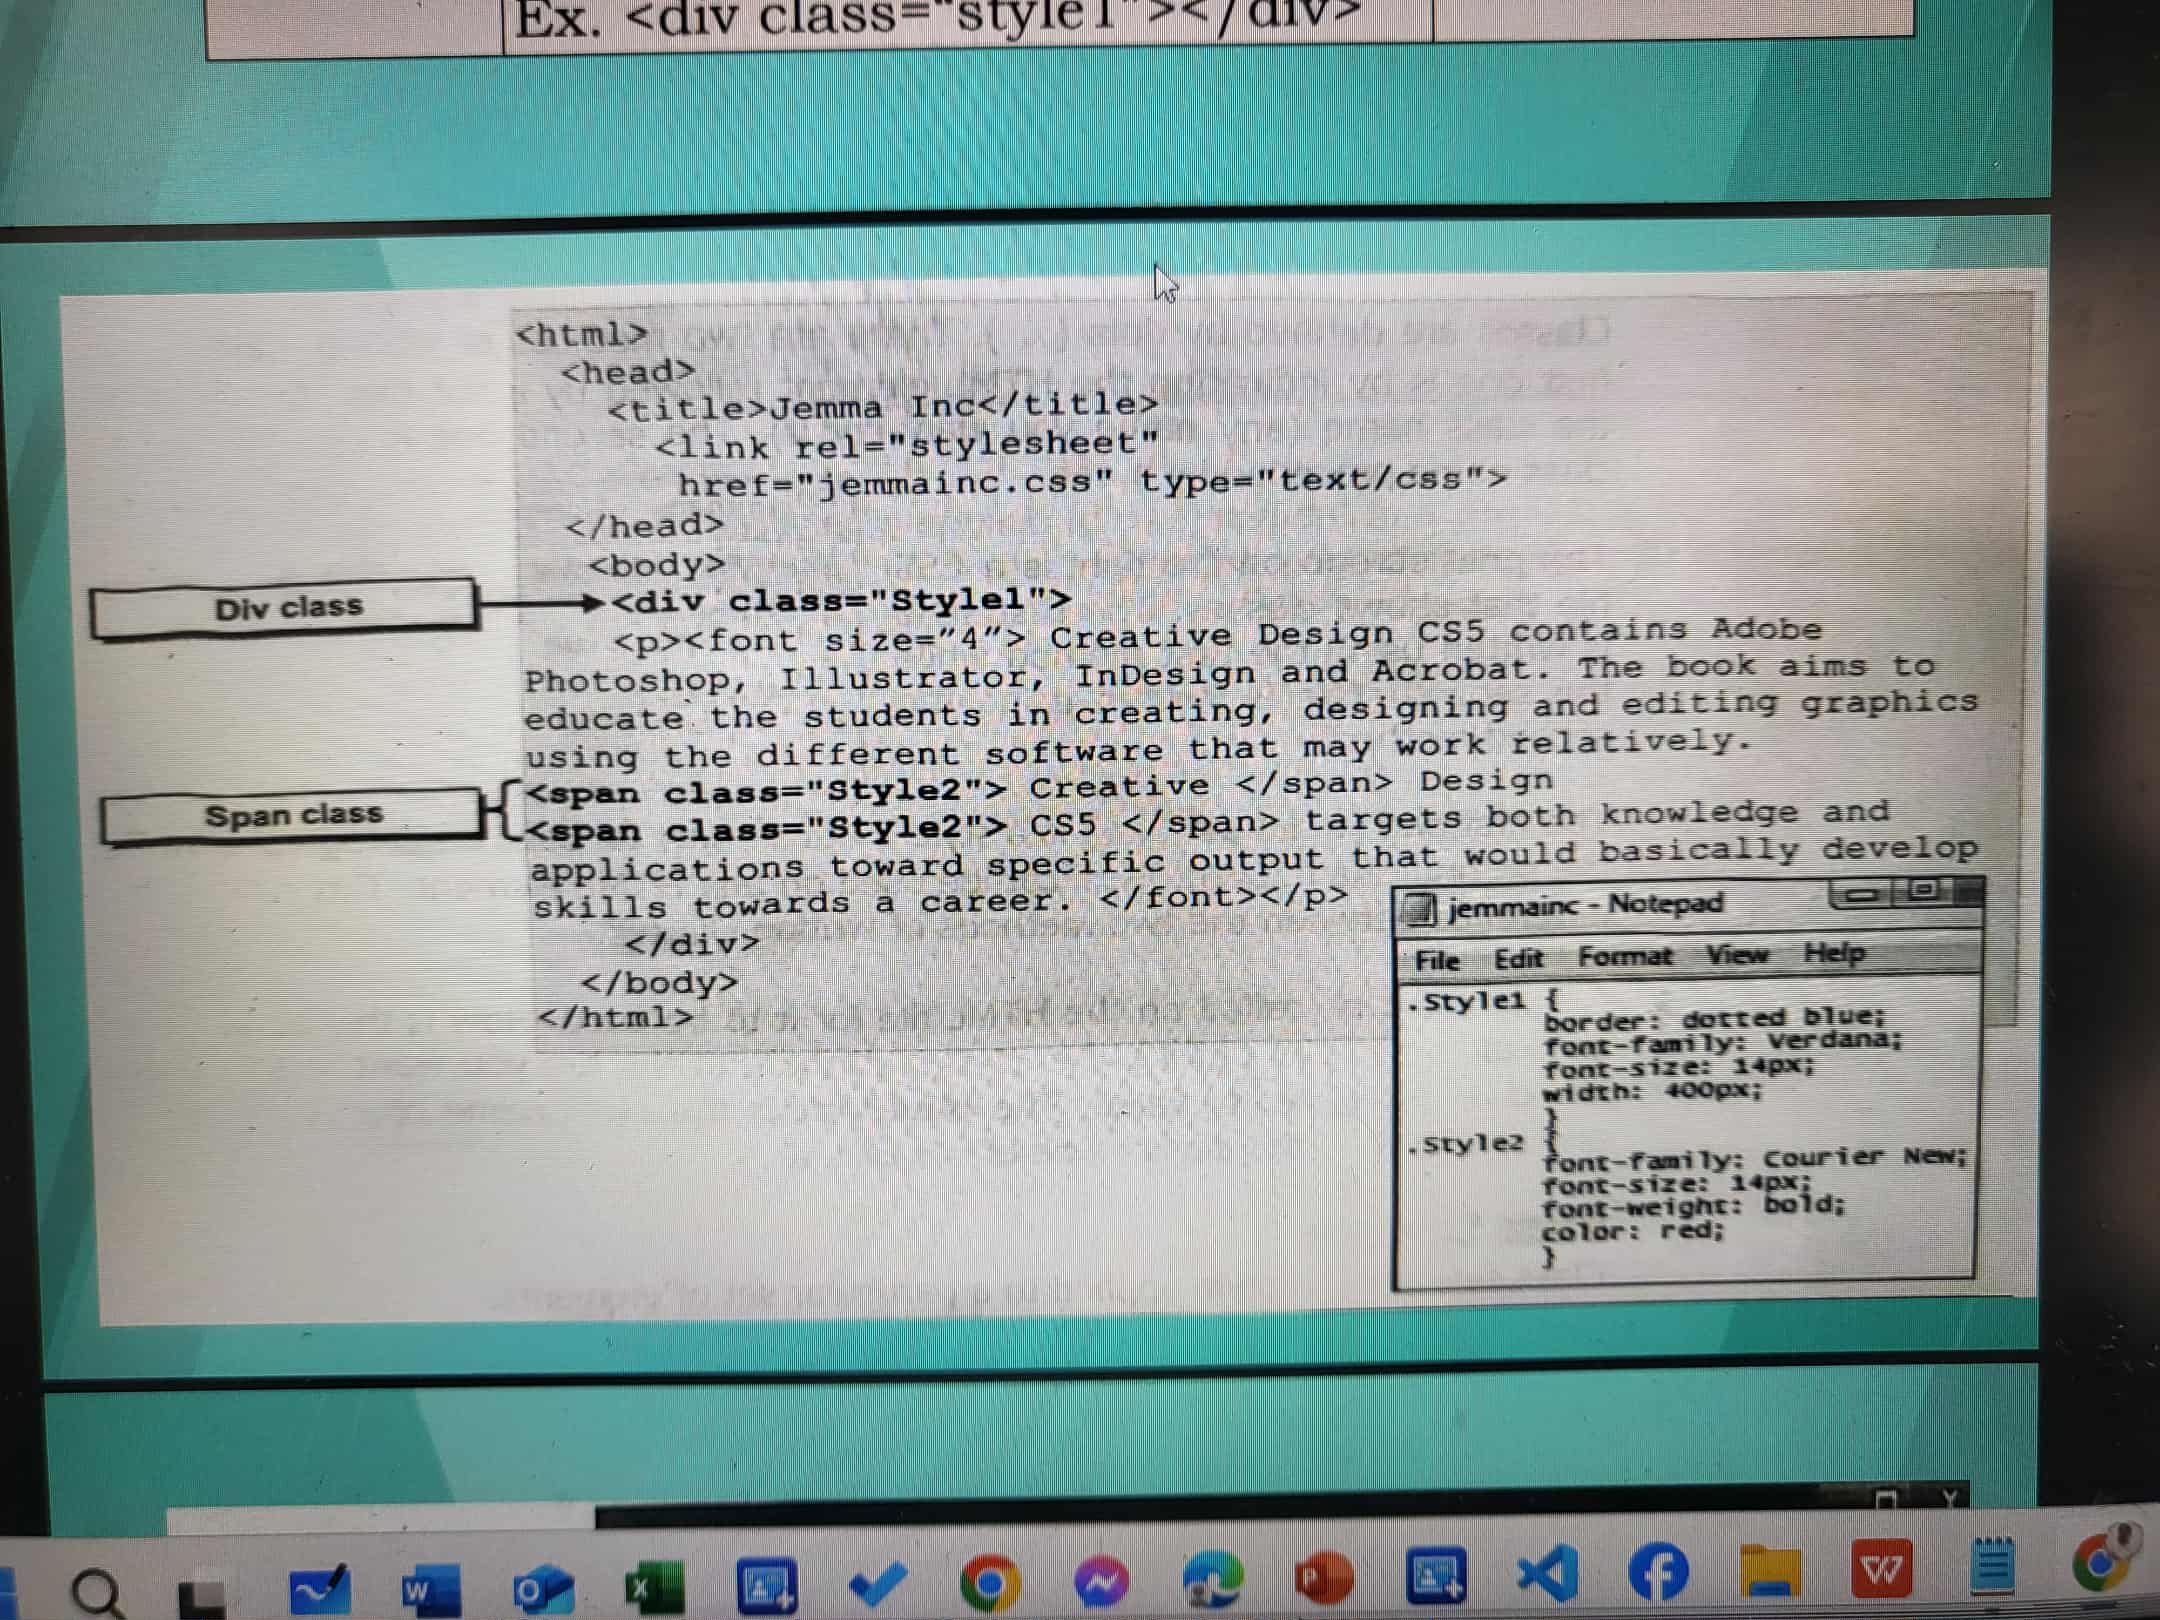 Ex. <div class="style1"></div>
<html>
<head>
<title>Jemma Inc</title>
<link rel="stylesheet"
href="jemmainc.css" type="text/css">
</head>
<body>
Div class
<div class="Style1">
<p><font size="4"> Creative Design CS5 contains Adobe
Photoshop, Illustrator, InDesign and Acrobat. The book aims to
educate the students in creating, designing and editing graphics
using the different software that may work relatively.
Span class
<span class="Style2"> Creative </span> Design
<span class="Style2"> CS5 </span> targets both knowledge and
applications toward specific output that would basically develop
skills towards a career. </font></p>
</div>
</body>
</html>
jemmainc - Notepad
File Edit Format View Help
.Style1 {
border: dotted blue;
font-family: Verdana;
font-size: 14px;
width: 400px;
}
.Style2 {
font-family: Courier New;
font-size: 14px;
font-weight: bold;
color: red;
}